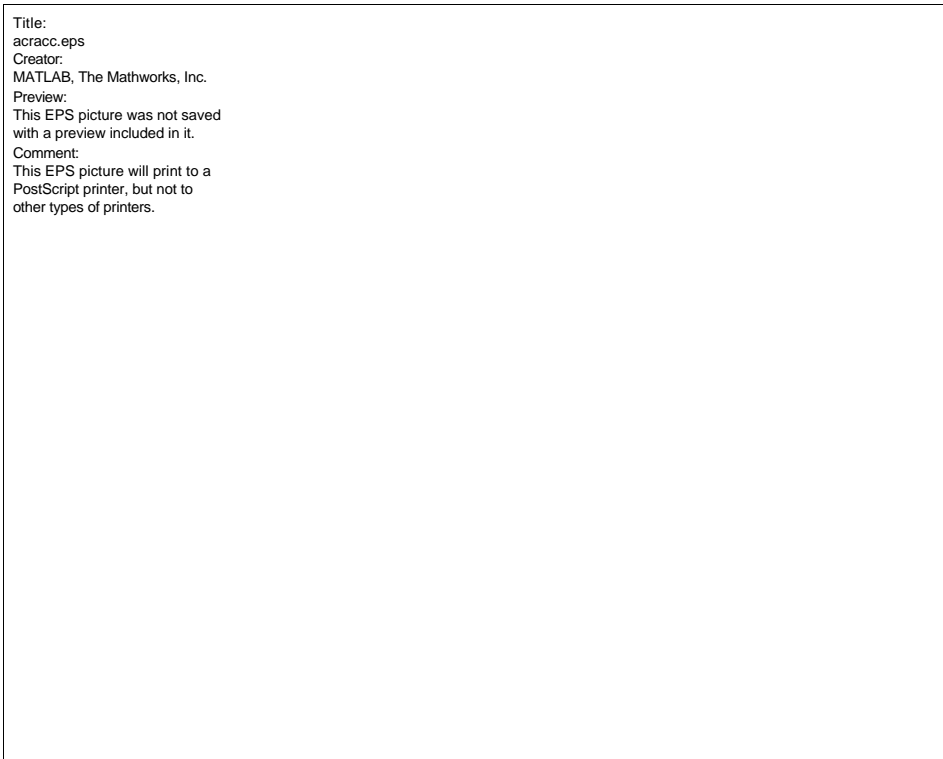 Title:
acracc.eps
Creator:
MATLAB, The Mathworks, Inc.
Preview:
This EPS picture was not saved
with a preview included in it.
Comment:
This EPS picture will print to a
PostScript printer, but not to
other types of printers.